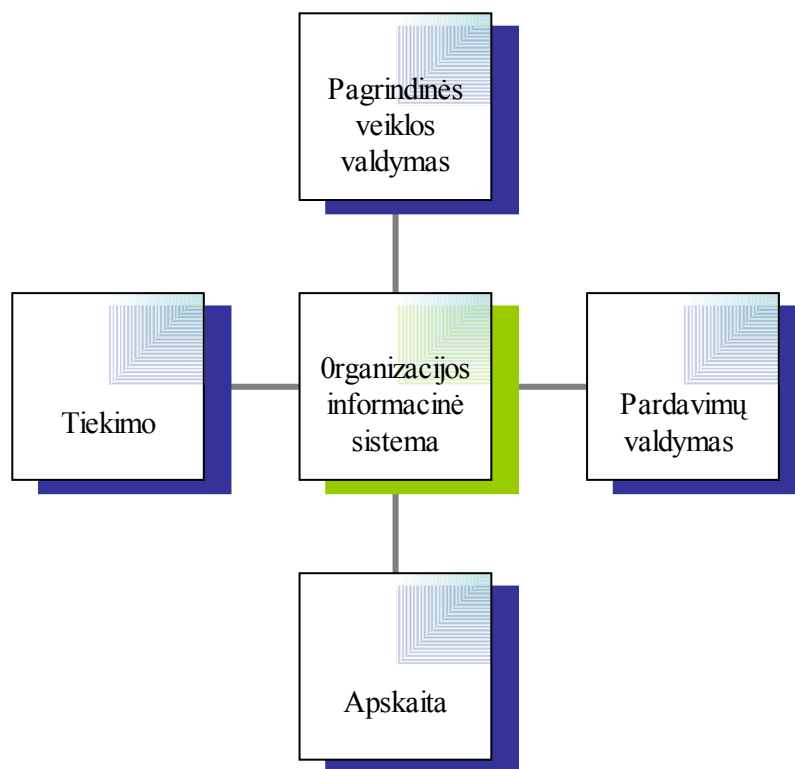 Pagrindinės
veiklos
valdymas
Tiekimo
0rganizacijos
informacinė
sistema
Pardavimų
valdymas
Apskaita